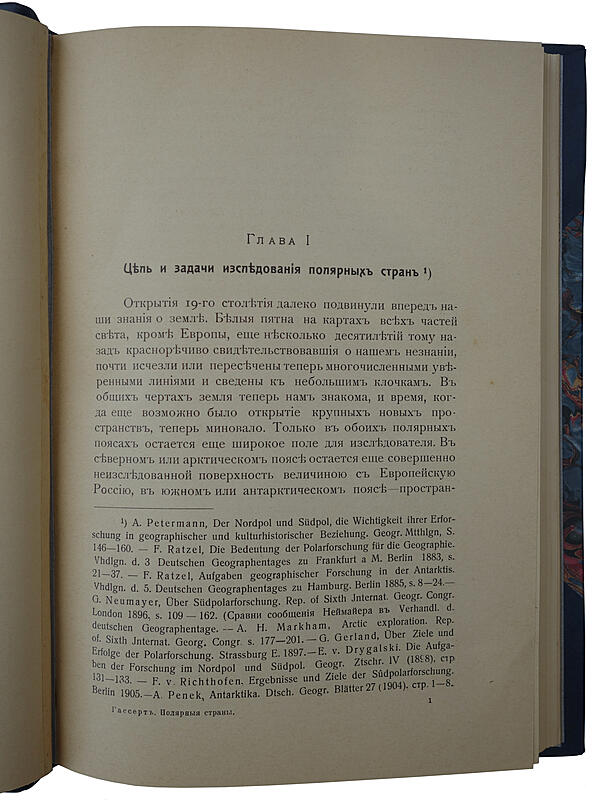 Глава I
Цѣль и задачи изслѣдованія полярныхъ странъ ¹)
Открытія 19-го столѣтія далеко подвинули впередъ на-
ши знанія о землѣ. Бѣлыя пятна на картахъ всѣхъ частей
свѣта, кромѣ Европы, еще нѣсколько десятилѣтій тому на-
задъ краснорѣчиво свидѣтельствовавшія о нашемъ незнаніи,
почти исчезли или пересѣчены теперь многочисленными увѣ-
ренными линіями и сведены къ небольшимъ клочкамъ. Въ
общихъ чертахъ земля теперь намъ знакома, и время, ког-
да еще возможно было открытіе крупныхъ новыхъ про-
странствъ, теперь миновало. Только въ обоихъ полярныхъ
поясахъ остается еще широкое поле для изслѣдователя. Въ
сѣверномъ или арктическомъ поясѣ остается еще совершенно
неизслѣдованной поверхность величиною съ Европейскую
Россію, въ южномъ или антарктическомъ поясѣ—простран-
¹) A. Petermann, Der Nordpol und Südpol, die Wichtigkeit ihrer Erfor-
schung in geographischer und kulturhistorischer Beziehung. Geogr. Mtthlgn, S.
146—160. — F. Ratzel, Die Bedeutung der Polarforschung für die Geographie.
Vhdlgn. d. 3 Deutschen Geographentages zu Frankfurt a M. Berlin 1883, s.
21—37. — F. Ratzel, Aufgaben geographischer Forschung in der Antarktis.
Vhdlgn. d. 5. Deutschen Geographentages zu Hamburg. Berlin 1885, s. 8—24.—
G. Neumayer, Über Südpolarforschung. Rep. of Sixth Jnternat. Geogr. Congr.
London 1896, s. 109—162. (Сравни сообщенія Неймайера въ Verhandl. d.
deutschen Geographentage. — A. H. Markham, Arctic exploration. Rep.
of. Sixth Jnternat. Georg. Congr. s. 177—201.—G. Gerland, Über Ziele und
Erfolge der Polarforschung. Strassburg E. 1897.—E. v. Drygalski. Die Aufga-
ben der Forschung im Nordpol und Südpol. Geogr. Ztschr. IV (1898), стр
131—133. — F. v. Richthofen. Ergebnisse und Ziele der Südpolarforschung.
Berlin 1905.—A. Penek, Antarktika. Dtsch. Geogr. Blätter 27 (1904), стр. 1—8.
Гассертъ. Полярныя страны.
1